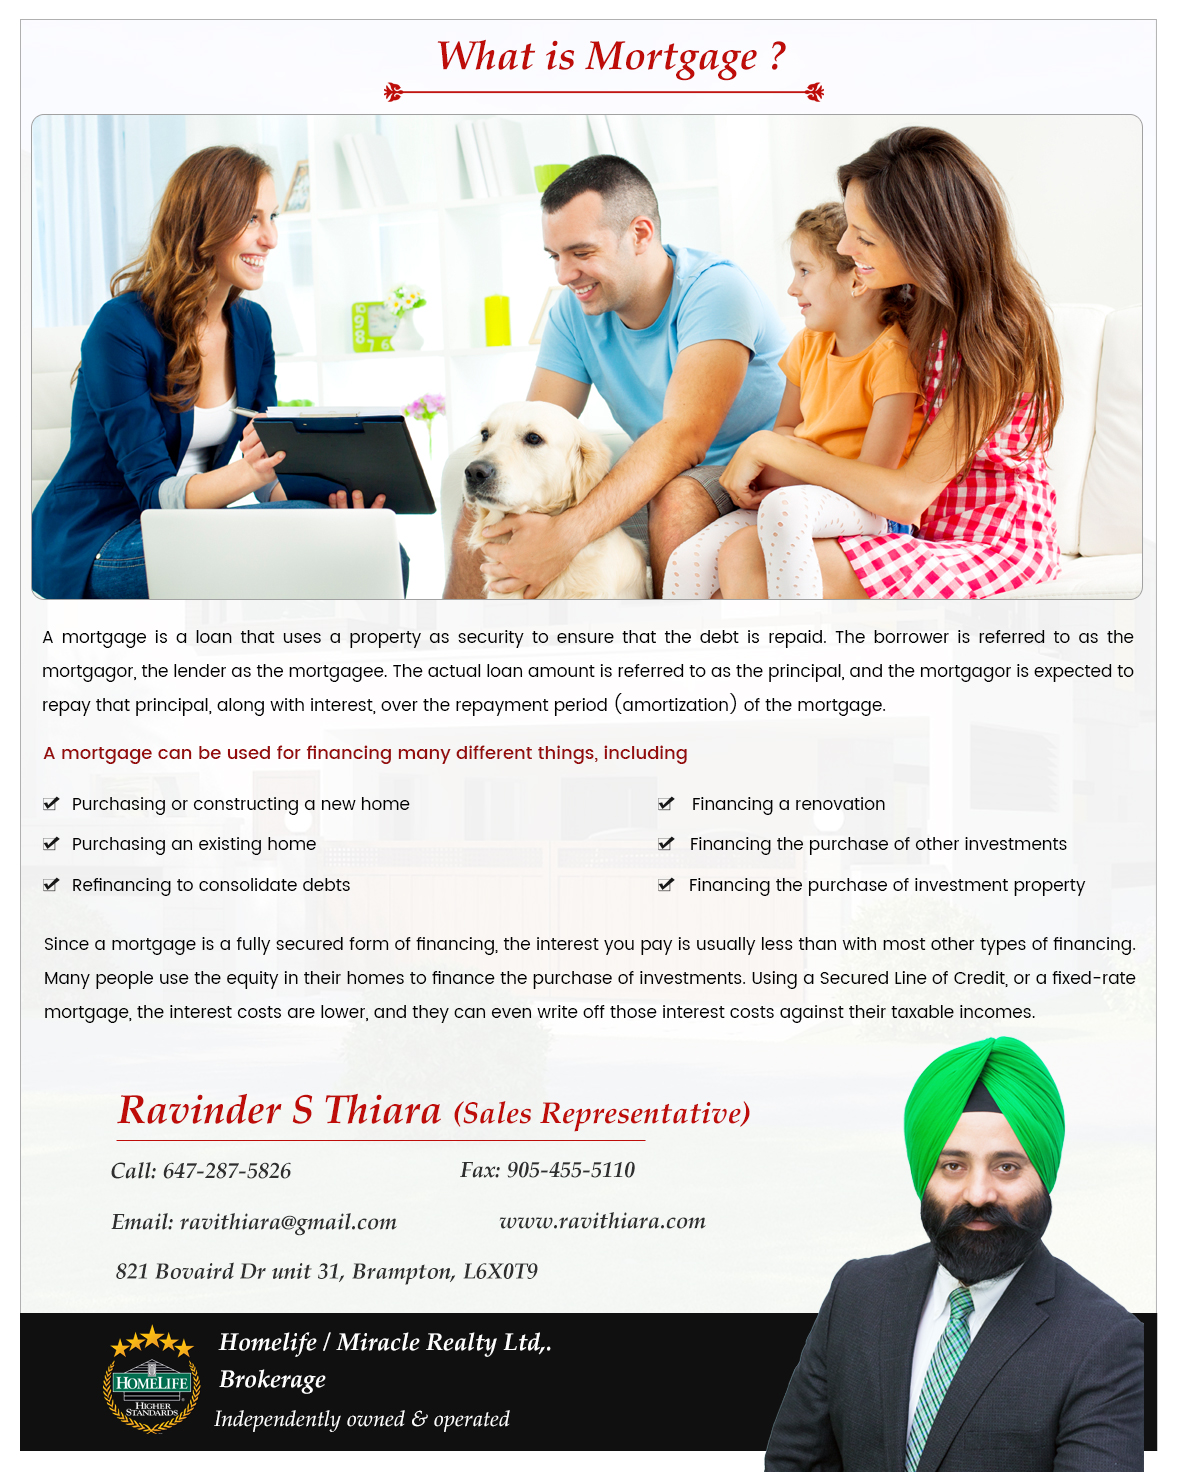 What is Mortgage ?
A mortgage is a loan that uses a property as security to ensure that the debt is repaid. The borrower is referred to as the
mortgagor, the lender as the mortgagee. The actual loan amount is referred to as the principal, and the mortgagor is expected to
repay that principal, along with interest, over the repayment period (amortization) of the mortgage.
A mortgage can be used for financing many different things, including
Purchasing or constructing a new home
Purchasing an existing home
Refinancing to consolidate debts
Financing a renovation
Financing the purchase of other investments
Financing the purchase of investment property
Since a mortgage is a fully secured form of financing, the interest you pay is usually less than with most other types of financing.
Many people use the equity in their homes to finance the purchase of investments. Using a Secured Line of Credit, or a fixed-rate
mortgage, the interest costs are lower, and they can even write off those interest costs against their taxable incomes.
Ravinder S Thiara (Sales Representative)
Call: 647-287-5826
Fax: 905-455-5110
Email: ravithiara@gmail.com
www.ravithiara.com
821 Bovaird Dr unit 31, Brampton, L6X0T9
HOMELIFE
HIGHER
STANDARDS
Homelife / Miracle Realty Ltd,.
Brokerage
Independently owned & operated